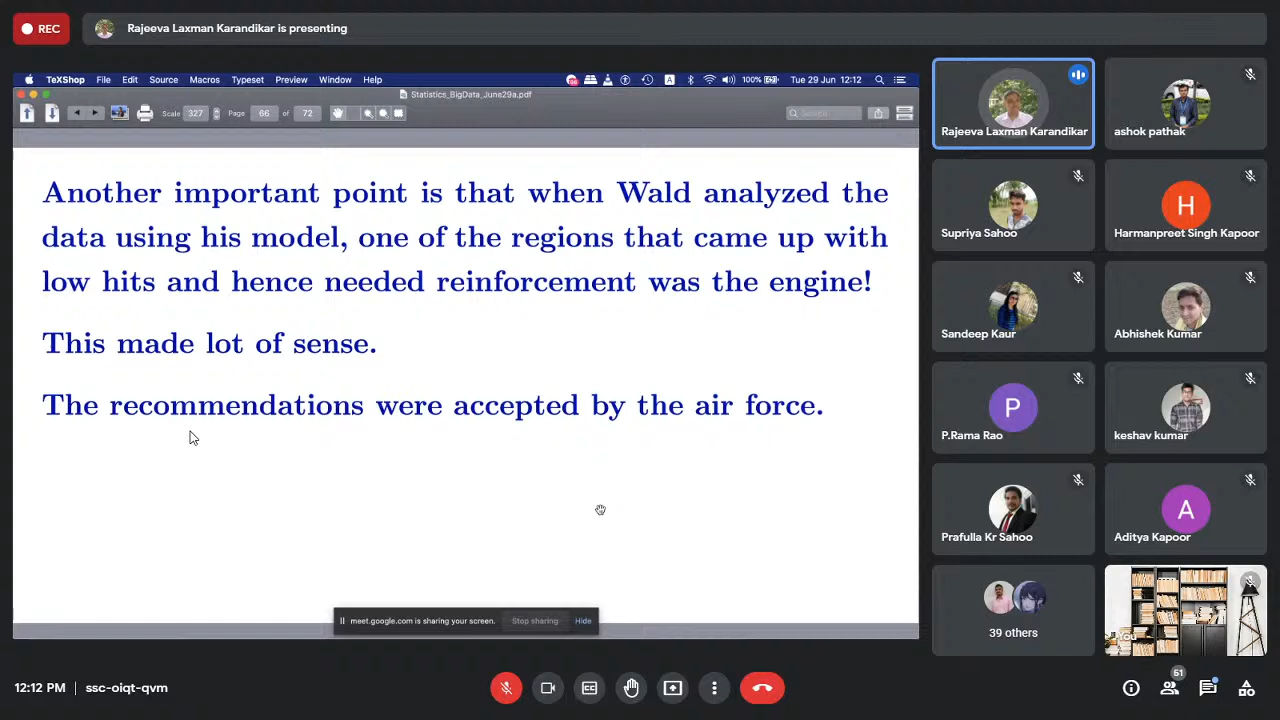 REC
Rajeeva Laxman Karandikar is presenting
TeXShop File Edit Source Macros Typeset Preview Window Help
A 100% Tue 29 Jun 12:12
Statistics_BigData_June29a.pdf
Scale 327 Page 66 of 72
Search
Another important point is that when Wald analyzed the
data using his model, one of the regions that came up with
low hits and hence needed reinforcement was the engine!
This made lot of sense.
The recommendations were accepted by the air force.
meet.google.com is sharing your screen. Stop sharing Hide
Rajeeva Laxman Karandikar
ashok pathak
Supriya Sahoo
H
Harmanpreet Singh Kapoor
Sandeep Kaur
Abhishek Kumar
P
P.Rama Rao
keshav kumar
Prafulla Kr Sahoo
A
Aditya Kapoor
39 others
You
12:12 PM | ssc-oiqt-qvm
CC
51